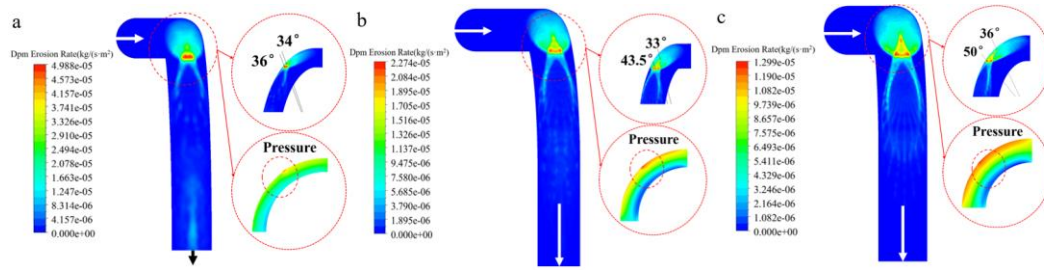 a
Dpm Erosion Rate(kg/(s·m²)
4.988e-05
4.573e-05
4.157e-05
3.741e-05
3.326e-05
2.910e-05
2.494e-05
2.078e-05
1.663e-05
1.247e-05
8.314e-06
4.157e-06
0.000e+00
34°
36°
Pressure
b
Dpm Erosion Rate(kg/(s·m²)
2.274e-05
2.084e-05
1.895e-05
1.705e-05
1.516e-05
1.326e-05
1.137e-05
9.475e-06
7.580e-06
5.685e-06
3.790e-06
1.895e-06
0.000e+00
33°
43.5°
Pressure
c
Dpm Erosion Rate(kg/(s·m²)
1.299e-05
1.190e-05
1.082e-05
9.739e-06
8.657e-06
7.575e-06
6.493e-06
5.411e-06
4.329e-06
3.246e-06
2.164e-06
1.082e-06
0.000e+00
36°
50°
Pressure